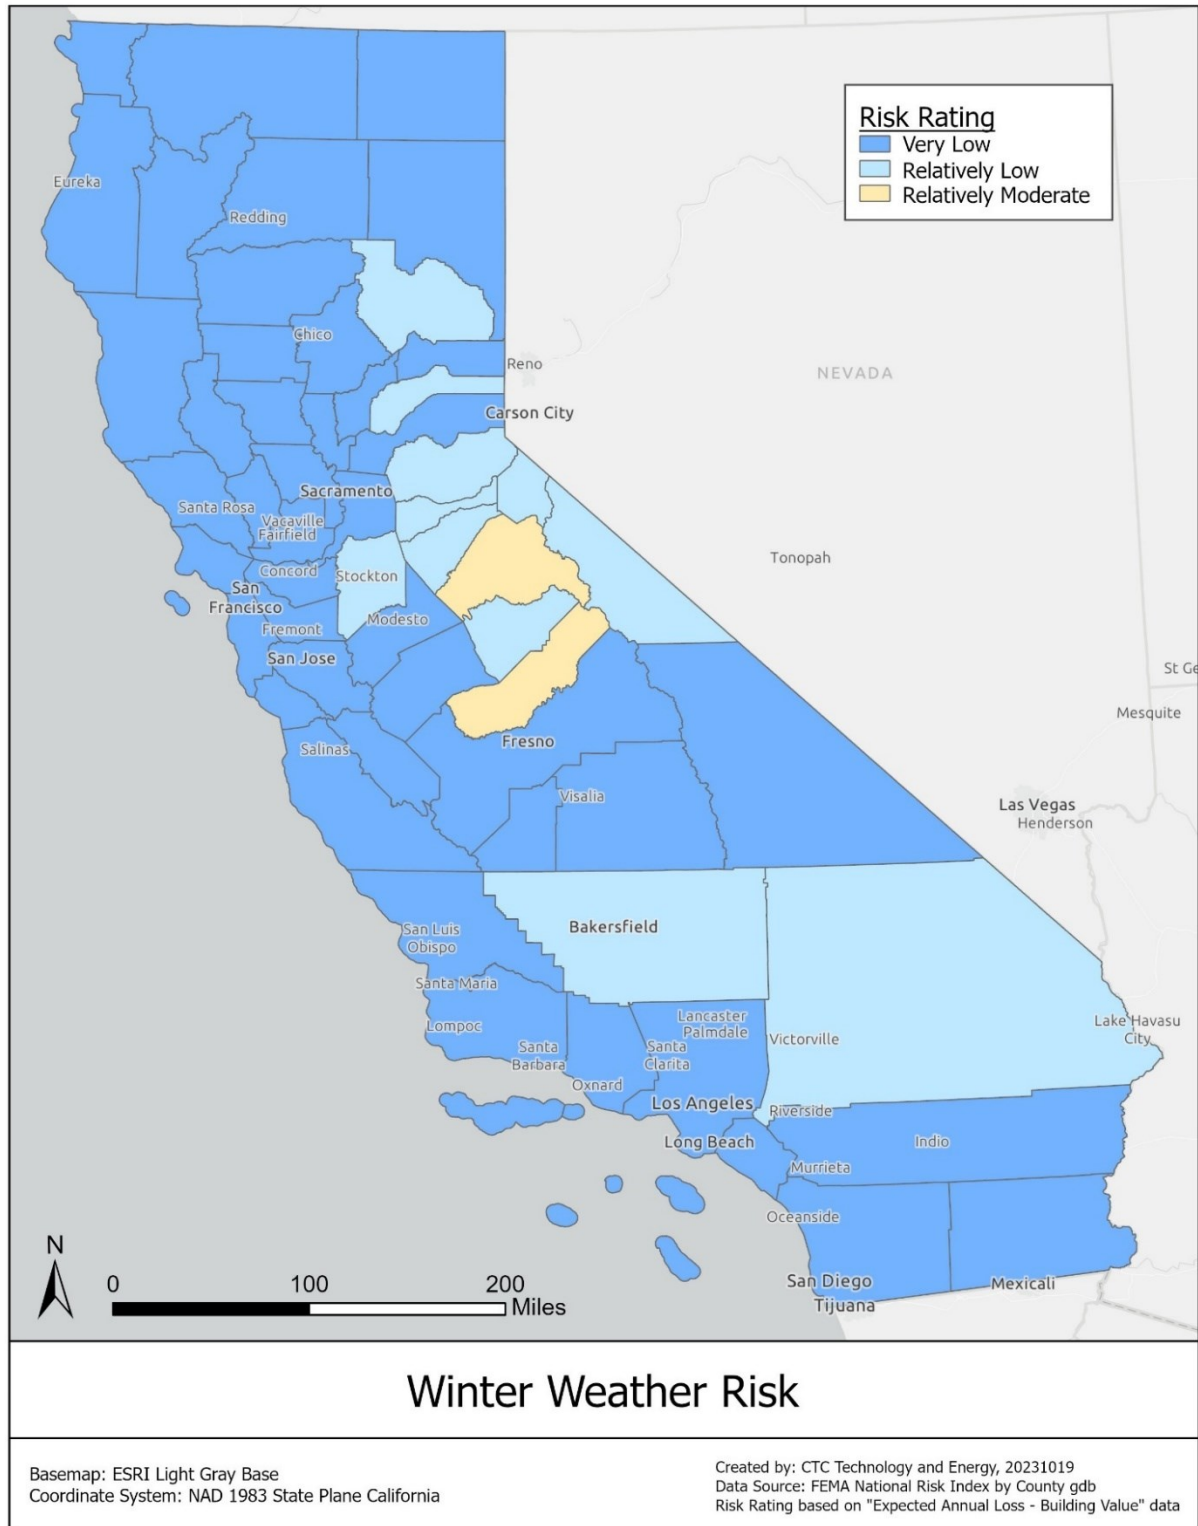 Risk Rating
Very Low
Relatively Low
Relatively Moderate
Eureka
Redding
Chico
Reno
NEVADA
Carson City
Sacramento
Santa Rosa
Vacaville
Fairfield
Tonopah
Concord
Stockton
San
Francisco
Modesto
Fremont
San Jose
St Ge
Mesquite
Salinas
Fresno
Visalia
Las Vegas
Henderson
Bakersfield
San Luis
Obispo
Santa Maria
Lompoc
Lancaster
Palmdale
Lake Havasu
City
Victorville
Santa
Barbara
Santa
Clarita
Oxnard
Los Angeles
Riverside
Long Beach
Indio
Murrieta
Oceanside
San Diego
Mexicali
Tijuana
N
0 100 200
Miles
Winter Weather Risk
Basemap: ESRI Light Gray Base
Coordinate System: NAD 1983 State Plane California
Created by: CTC Technology and Energy, 20231019
Data Source: FEMA National Risk Index by County gdb
Risk Rating based on "Expected Annual Loss - Building Value" data